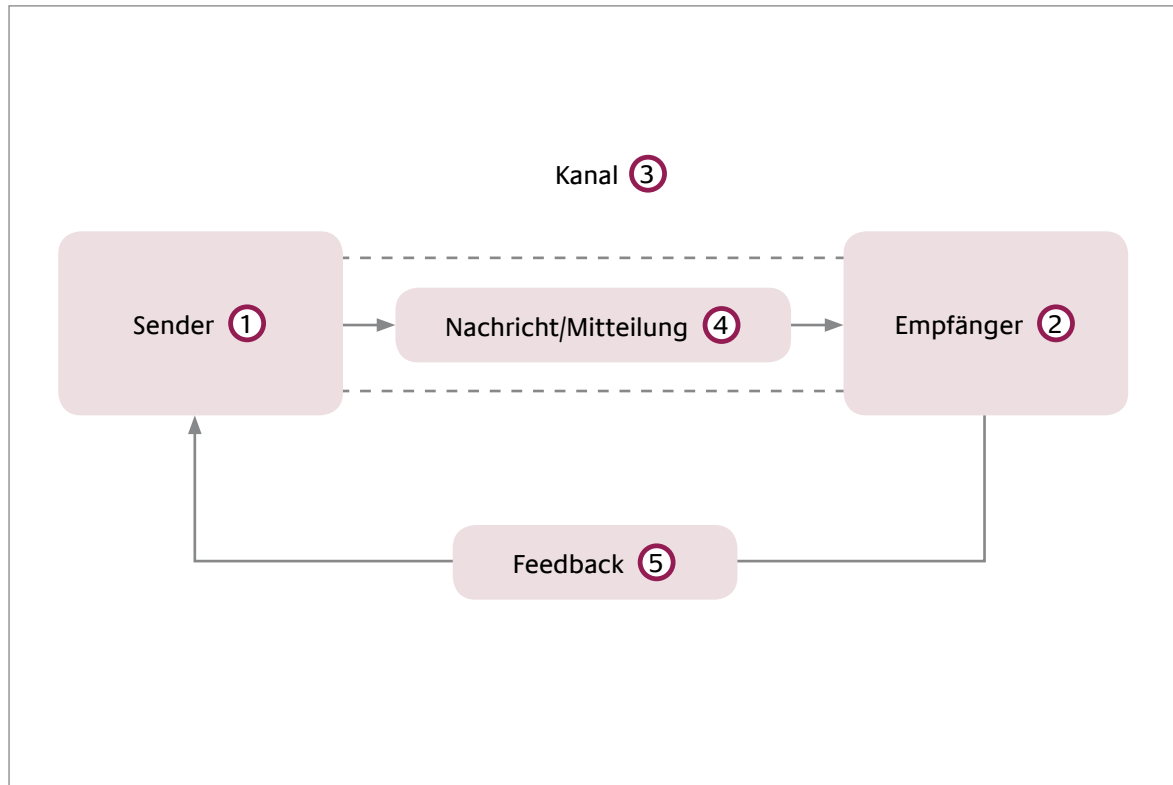 Kanal 3
Sender 1
Nachricht/Mitteilung 4
Empfänger 2
Feedback 5